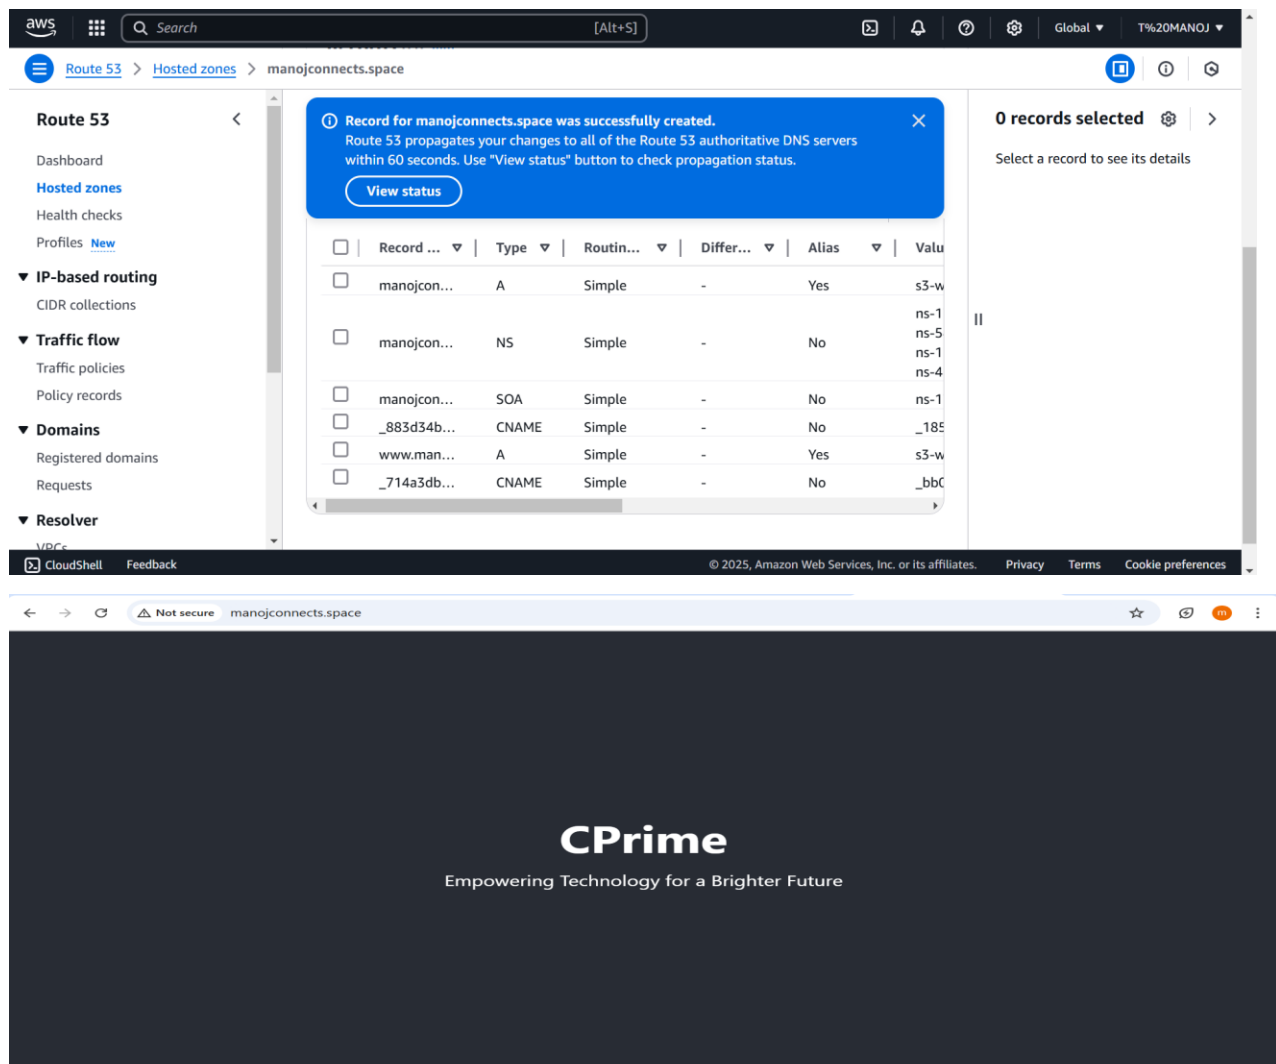 aws
Search
[Alt+S]
Global
T%20MANOJ
Route 53 > Hosted zones > manojconnects.space
Route 53
Dashboard
Hosted zones
Health checks
Profiles New
IP-based routing
CIDR collections
Traffic flow
Traffic policies
Policy records
Domains
Registered domains
Requests
Resolver
VPCs
Record for manojconnects.space was successfully created.
Route 53 propagates your changes to all of the Route 53 authoritative DNS servers
within 60 seconds. Use "View status" button to check propagation status.
View status
Record ... Type Routin... Differ... Alias Valu
manojcon... A Simple - Yes s3-w
manojcon... NS Simple - No ns-1
ns-5
ns-1
ns-4
manojcon... SOA Simple - No ns-1
_883d34b... CNAME Simple - No _185
www.man... A Simple - Yes s3-w
_714a3db... CNAME Simple - No _bb0
0 records selected
Select a record to see its details
CloudShell Feedback
© 2025, Amazon Web Services, Inc. or its affiliates. Privacy Terms Cookie preferences
Not secure manojconnects.space
m
CPrime
Empowering Technology for a Brighter Future